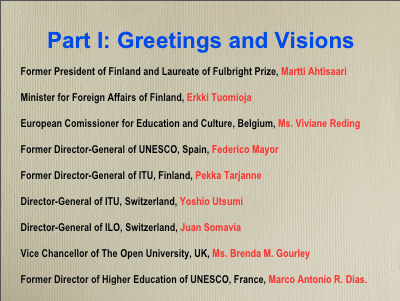 Part I: Greetings and Visions
Former President of Finland and Laureate of Fulbright Prize, Martti Ahtisaari
Minister for Foreign Affairs of Finland, Erkki Tuomioja
European Comissioner for Education and Culture, Belgium, Ms. Viviane Reding
Former Director-General of UNESCO, Spain, Federico Mayor
Former Director-General of ITU, Finland, Pekka Tarjanne
Director-General of ITU, Switzerland, Yoshio Utsumi
Director-General of ILO, Switzerland, Juan Somavia
Vice Chancellor of The Open University, UK, Ms. Brenda M. Gourley
Former Director of Higher Education of UNESCO, France, Marco Antonio R. Dias.